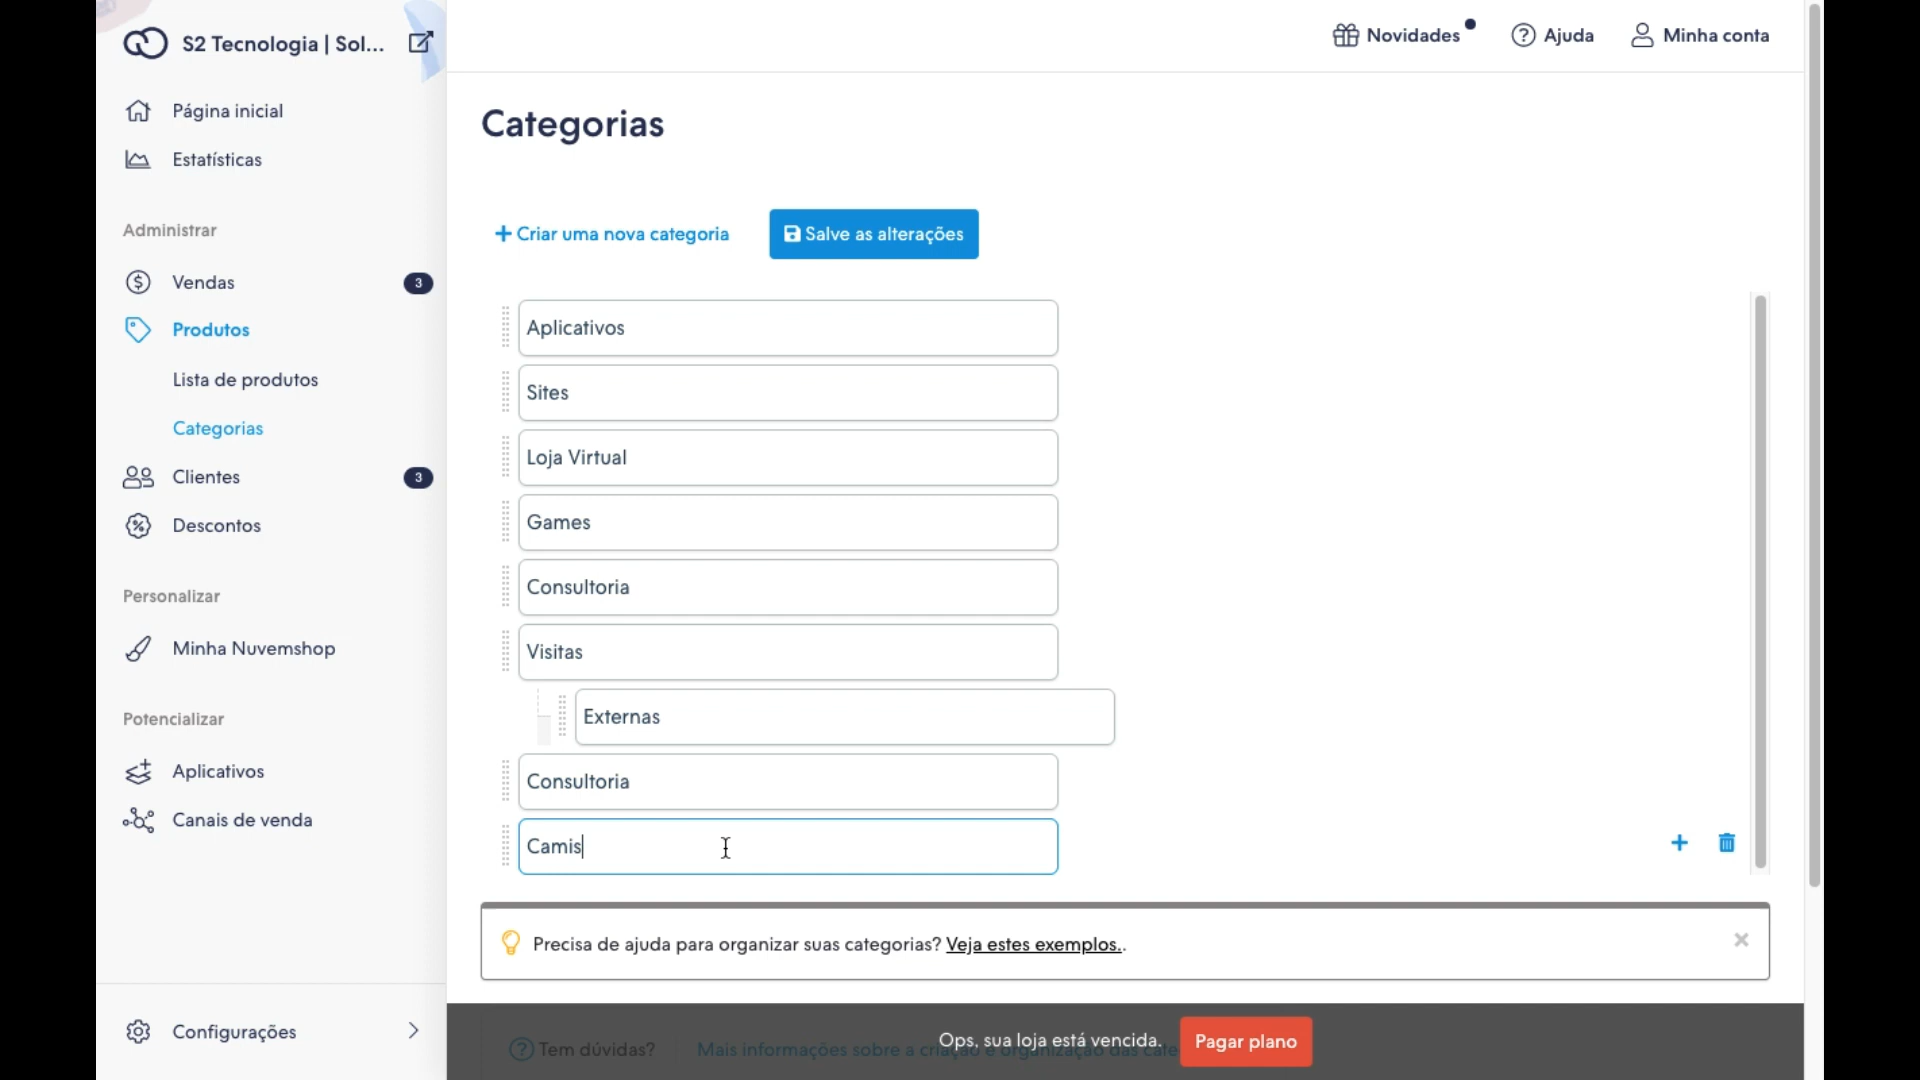 S2 Tecnologia | Sol...
Página inicial
Estatísticas
Administrar
Vendas
3
Produtos
Lista de produtos
Categorias
Clientes
3
Descontos
Personalizar
Minha Nuvemshop
Potencializar
Aplicativos
Canais de venda
Configurações
Novidades
Ajuda
Minha conta
Categorias
+ Criar uma nova categoria
Salve as alterações
Aplicativos
Sites
Loja Virtual
Games
Consultoria
Visitas
Externas
Consultoria
Camis
Precisa de ajuda para organizar suas categorias? Veja estes exemplos..
Tem dúvidas?
Mais informações sobre a criação e organização das cate
Ops, sua loja está vencida.
Pagar plano